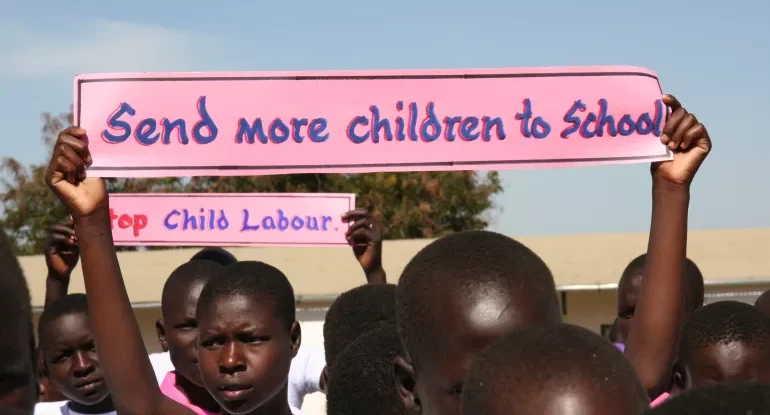 Send more children to School
top Child Labour.